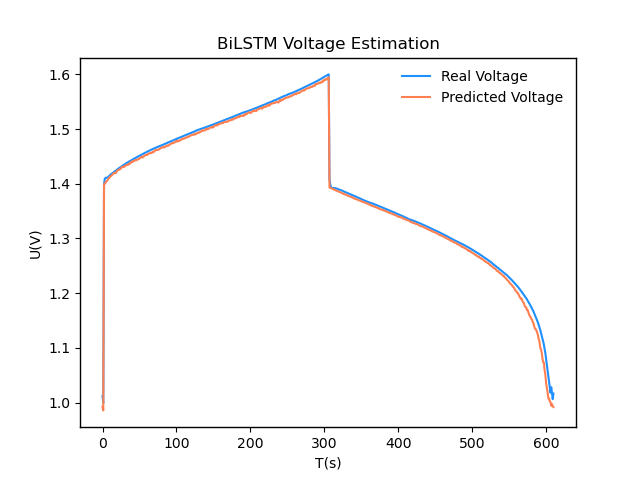 BiLSTM Voltage Estimation
Real Voltage
Predicted Voltage
U(V)
1.6
1.5
1.4
1.3
1.2
1.1
1.0
0 100 200 300 400 500 600
T(s)